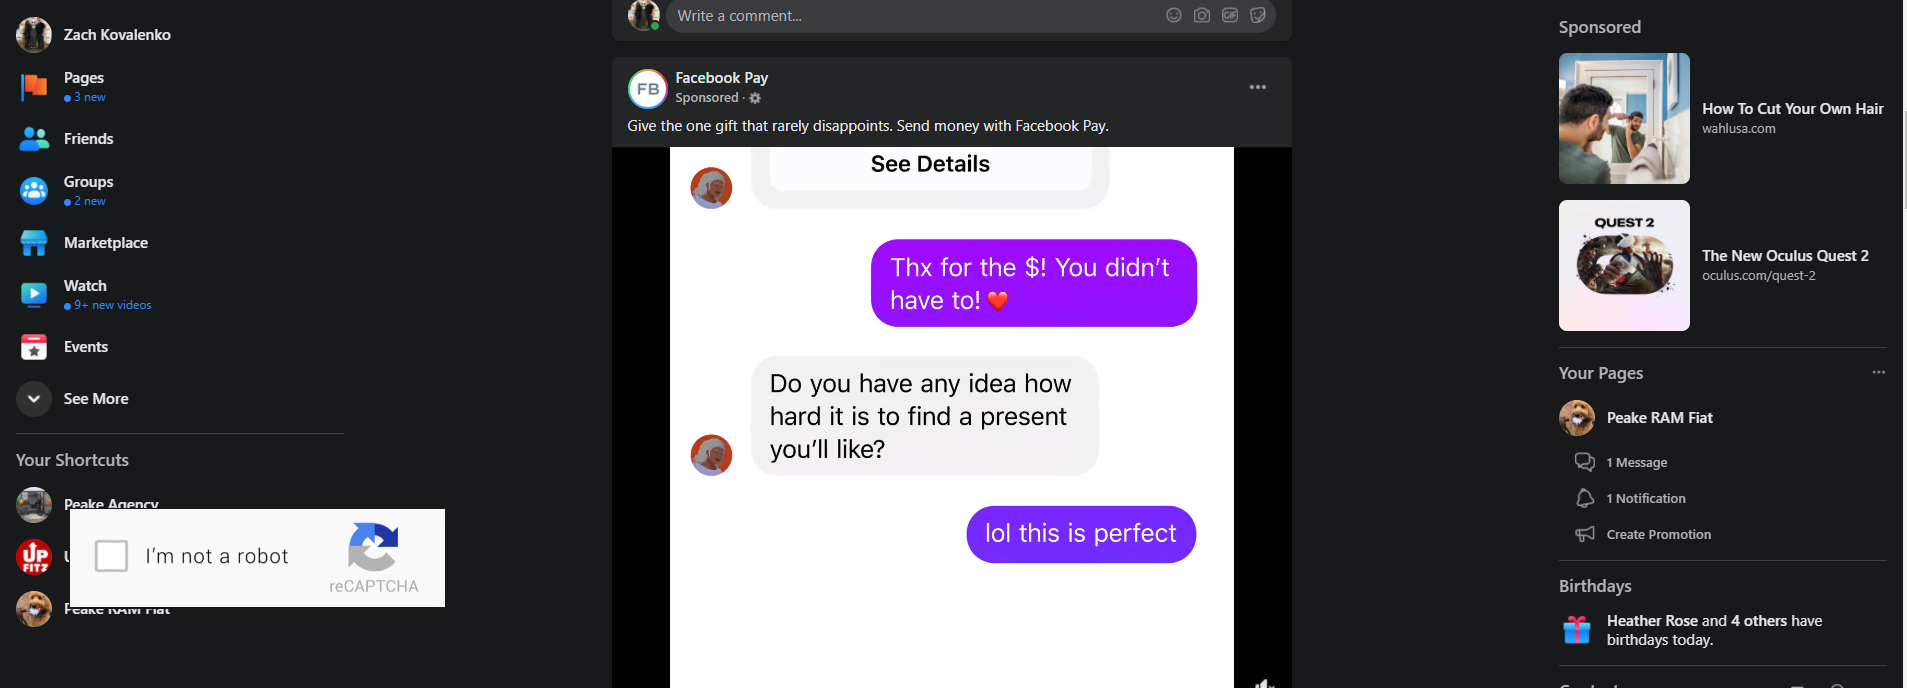 Zach Kovalenko
Pages
3 new
Friends
Groups
2 new
Marketplace
Watch
9+ new videos
Events
See More
Your Shortcuts
Peake Agency
UP
FIT?
Peake RAM Fiat
I'm not a robot
reCAPTCHA
Write a comment...
GIF
FB
Facebook Pay
Sponsored ·
Give the one gift that rarely disappoints. Send money with Facebook Pay.
See Details
Thx for the $! You didn't
have to! ❤️
Do you have any idea how
hard it is to find a present
you'll like?
lol this is perfect
Sponsored
How To Cut Your Own Hair
wahlusa.com
QUEST 2
The New Oculus Quest 2
oculus.com/quest-2
Your Pages
Peake RAM Fiat
1 Message
1 Notification
Create Promotion
Birthdays
Heather Rose and 4 others have
birthdays today.